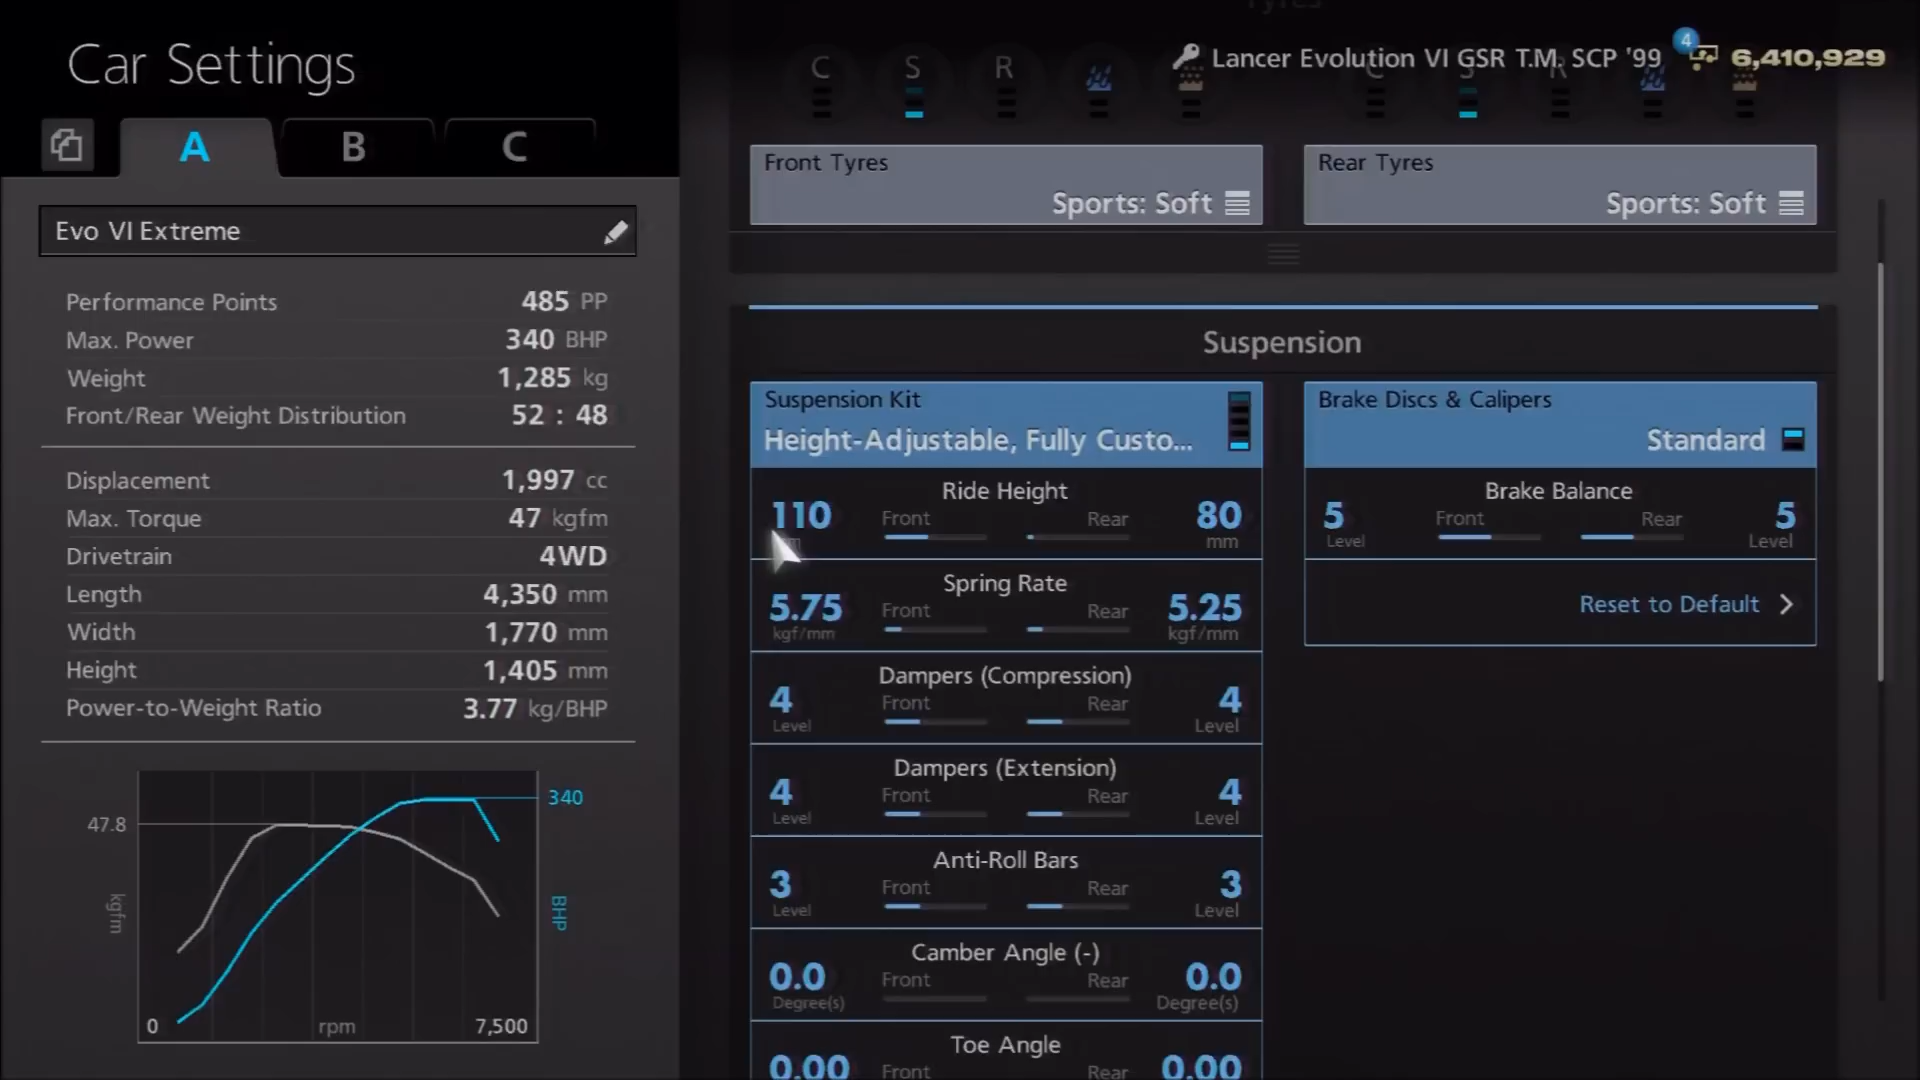 Car Settings
Tyres
C S R
C S R
Lancer Evolution VI GSR T.M. SCP '99
4
6,410,929
A B C
Front Tyres
Sports: Soft
Rear Tyres
Sports: Soft
Evo VI Extreme
Performance Points 485 PP
Max. Power 340 BHP
Weight 1,285 kg
Front/Rear Weight Distribution 52 : 48
Displacement 1,997 cc
Max. Torque 47 kgfm
Drivetrain 4WD
Length 4,350 mm
Width 1,770 mm
Height 1,405 mm
Power-to-Weight Ratio 3.77 kg/BHP
340
47.8
kgfm
BHP
0 rpm 7,500
Suspension
Suspension Kit
Height-Adjustable, Fully Custo...
Ride Height
110 Front Rear 80
mm
Spring Rate
5.75 Front Rear 5.25
kgf/mm kgf/mm
Dampers (Compression)
4 Front Rear 4
Level Level
Dampers (Extension)
4 Front Rear 4
Level Level
Anti-Roll Bars
3 Front Rear 3
Level Level
Camber Angle (-)
0.0 Front Rear 0.0
Degree(s) Degree(s)
Toe Angle
0.00 Front Rear 0.00
Brake Discs & Calipers
Standard
Brake Balance
5 Front Rear 5
Level Level
Reset to Default